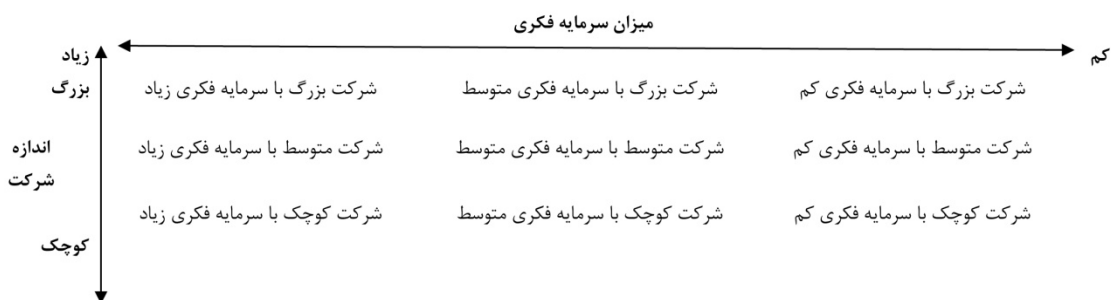 میزان سرمایه فکری
کم
زیاد
بزرگ
شرکت بزرگ با سرمایه فکری کم
شرکت بزرگ با سرمایه فکری متوسط
شرکت بزرگ با سرمایه فکری زیاد
اندازه
شرکت
شرکت متوسط با سرمایه فکری کم
شرکت متوسط با سرمایه فکری متوسط
شرکت متوسط با سرمایه فکری زیاد
شرکت کوچک با سرمایه فکری کم
شرکت کوچک با سرمایه فکری متوسط
شرکت کوچک با سرمایه فکری زیاد
کوچک